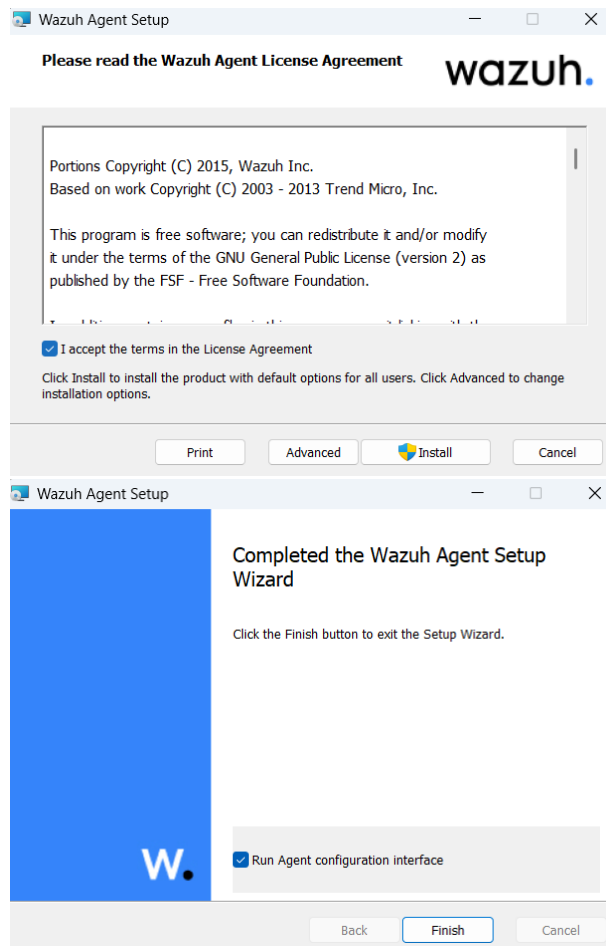 Wazuh Agent Setup
Please read the Wazuh Agent License Agreement
wazuh.
Portions Copyright (C) 2015, Wazuh Inc.
Based on work Copyright (C) 2003 - 2013 Trend Micro, Inc.
This program is free software; you can redistribute it and/or modify
it under the terms of the GNU General Public License (version 2) as
published by the FSF - Free Software Foundation.
I accept the terms in the License Agreement
Click Install to install the product with default options for all users. Click Advanced to change
installation options.
Print
Advanced
Install
Cancel
Wazuh Agent Setup
Completed the Wazuh Agent Setup
Wizard
Click the Finish button to exit the Setup Wizard.
W.
Run Agent configuration interface
Back
Finish
Cancel